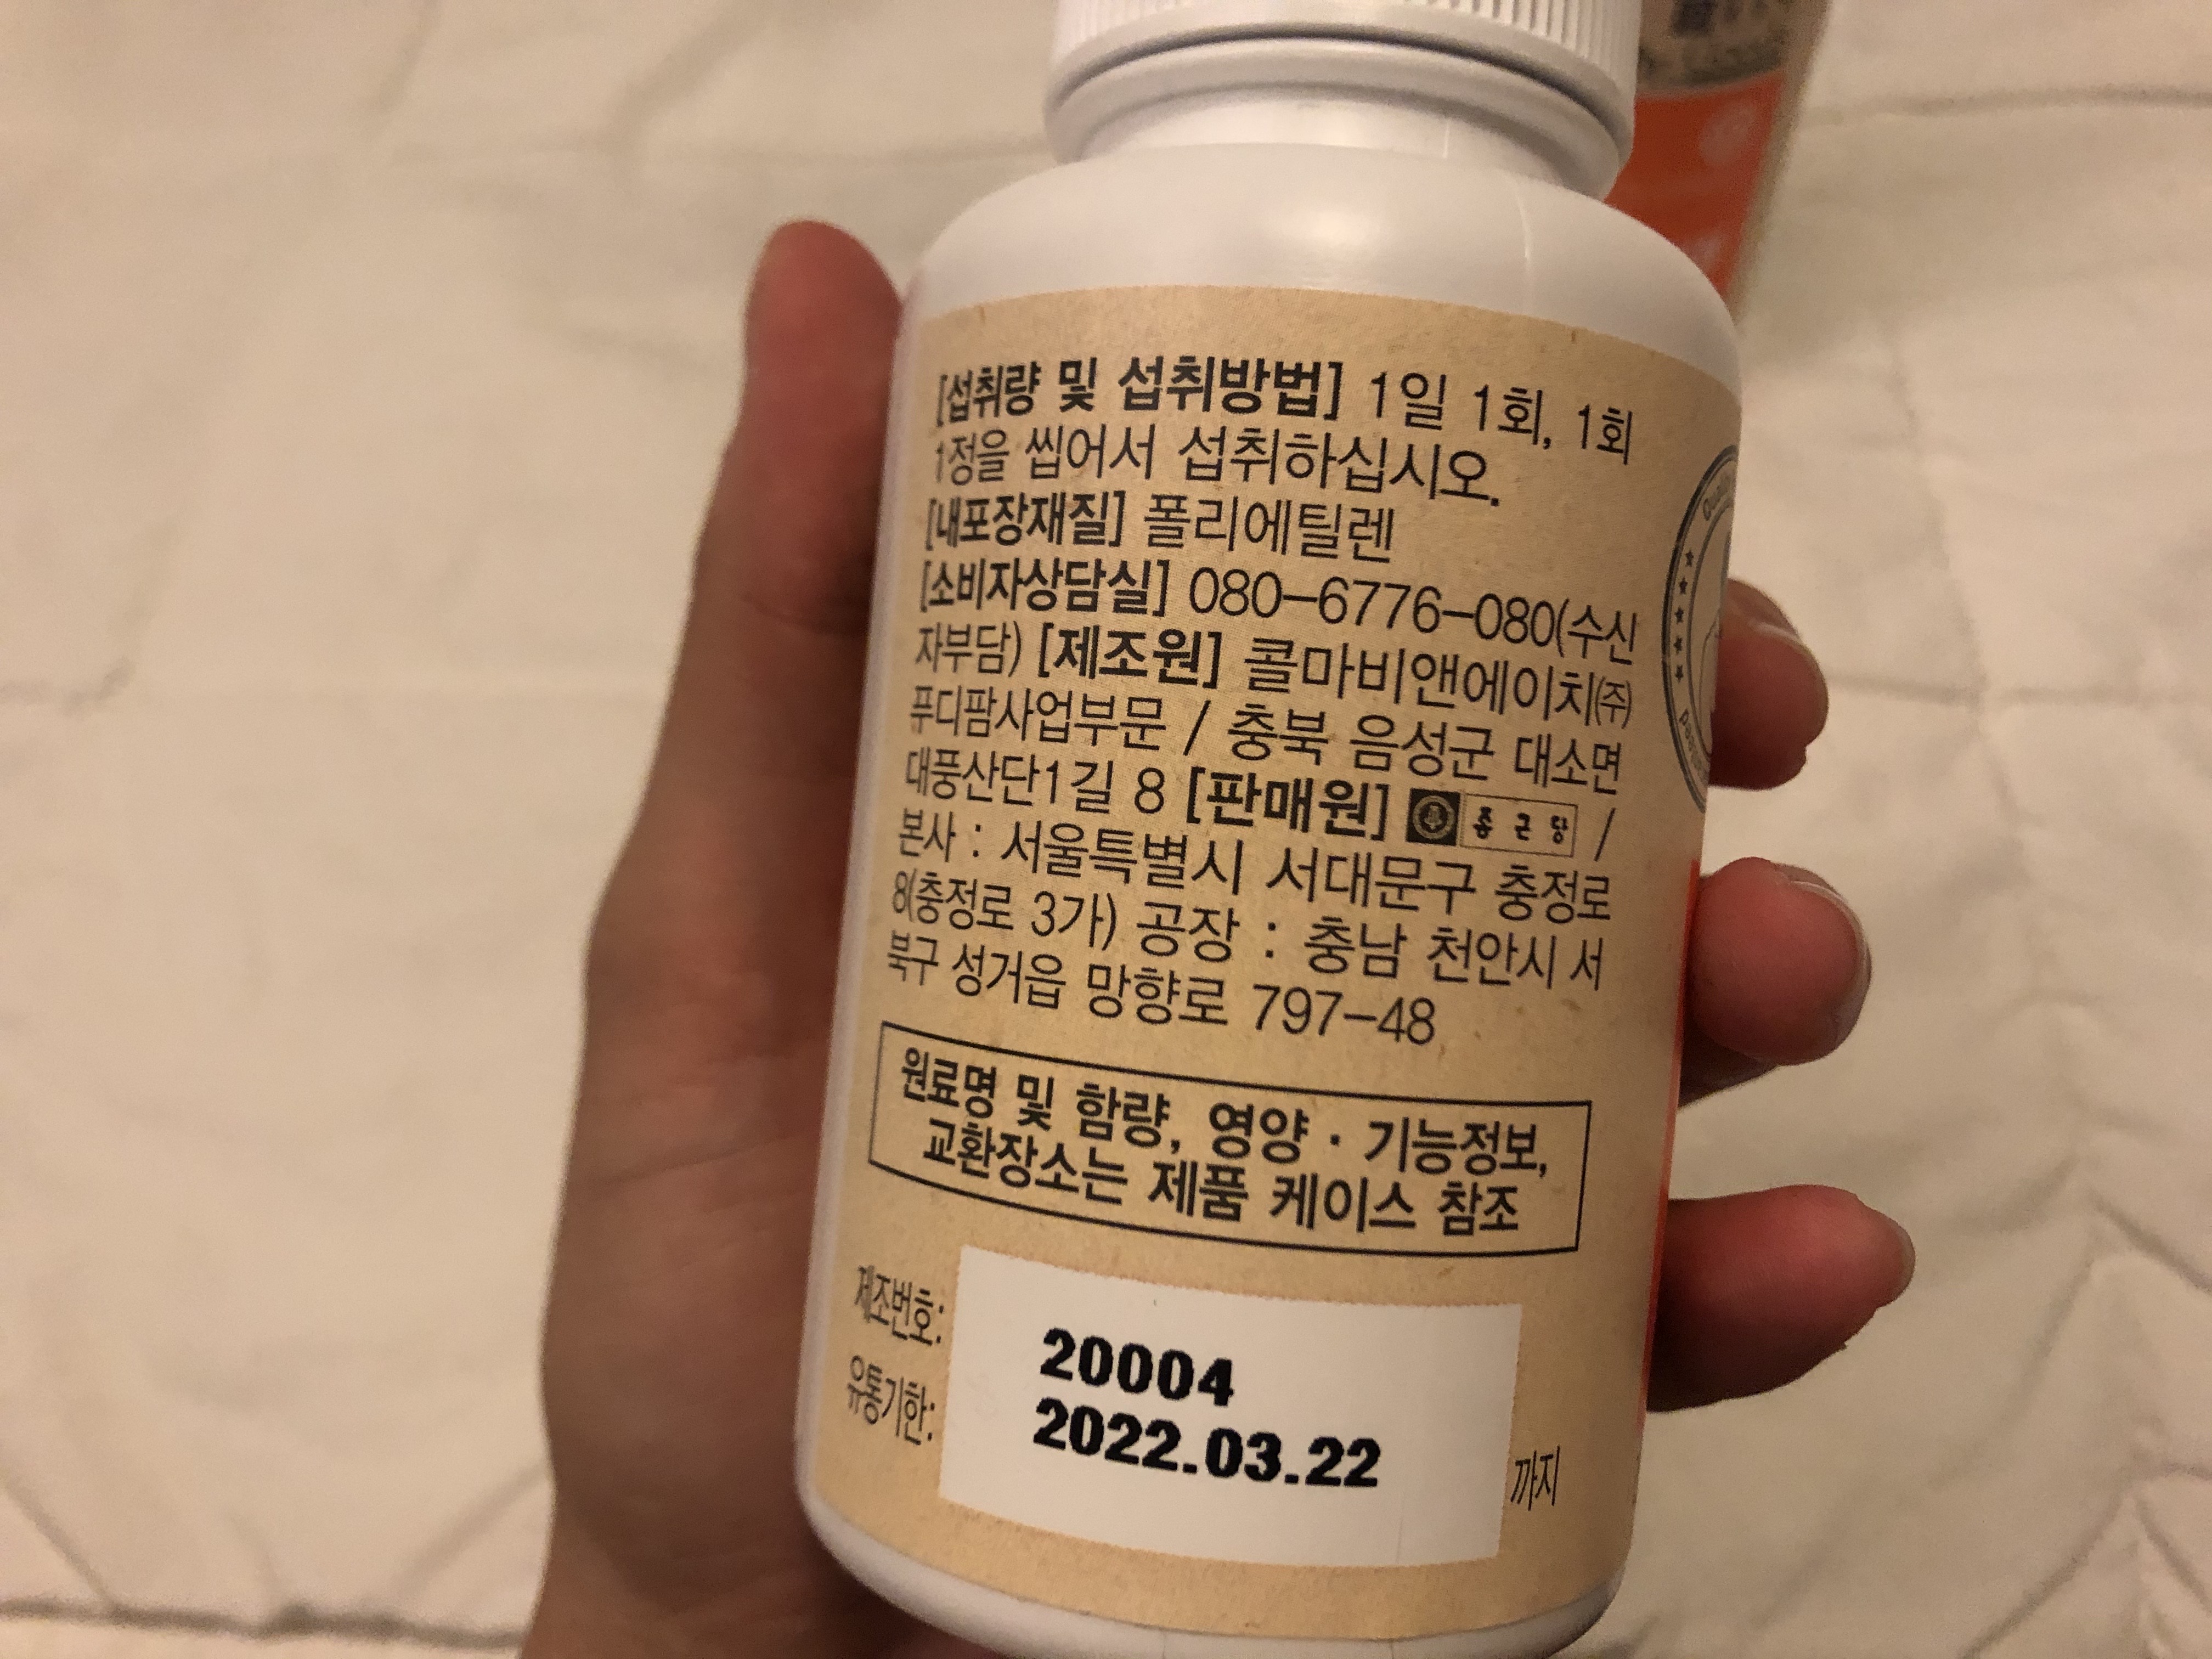 [섭취량 및 섭취방법] 1일 1회, 1회
1정을 씹어서 섭취하십시오.
[내포장재질] 폴리에틸렌
[소비자상담실] 080-6776-080(수신
자부담) [제조원] 콜마비앤에이치(주)
푸디팜사업부문 / 충북 음성군 대소면
대풍산단1길 8 [판매원] 종근당 /
본사 : 서울특별시 서대문구 충정로
8(충정로 3가) 공장 : 충남 천안시 서
북구 성거읍 망향로 797-48
원료명 및 함량, 영양 · 기능정보,
교환장소는 제품 케이스 참조
제조번호: 20004
유통기한: 2022.03.22 까지